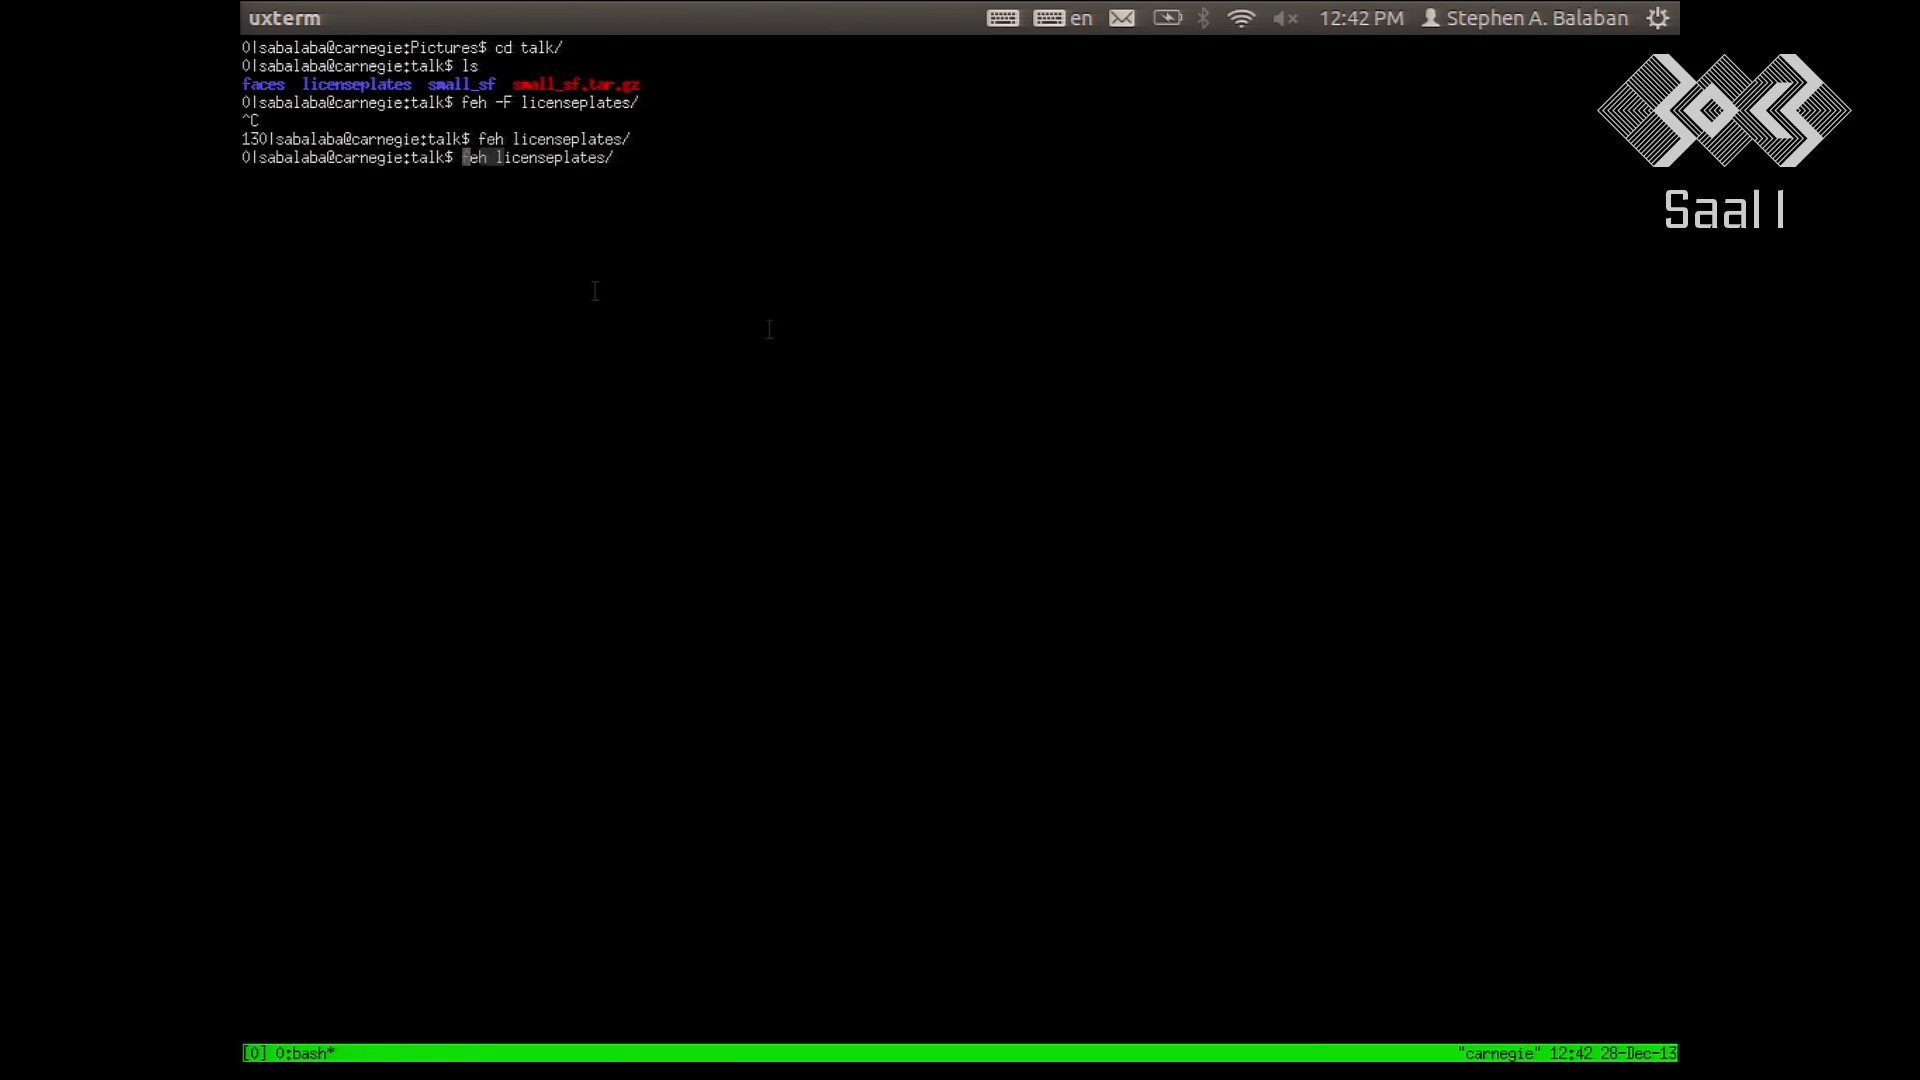 uxterm
en
12:42 PM
Stephen A. Balaban
0|sabalaba@carnegie:Pictures$ cd talk/
0|sabalaba@carnegie:talk$ ls
faces licenseplates small_sf small_sf.tar.gz
0|sabalaba@carnegie:talk$ feh -F licenseplates/
^C
130|sabalaba@carnegie:talk$ feh licenseplates/
0|sabalaba@carnegie:talk$ feh licenseplates/
30C3
Saal 1
[0] 0:bash*
"carnegie" 12:42 28-Dec-13